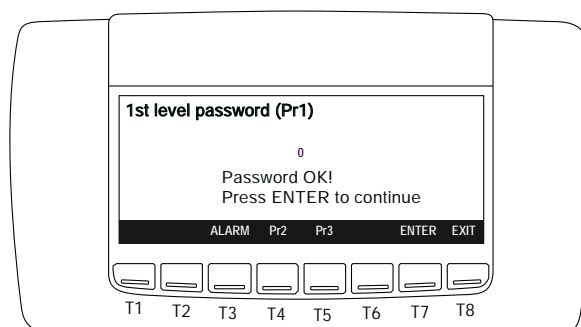 1st level password (Pr1)
0
Password OK!
Press ENTER to continue
ALARM Pr2 Pr3 ENTER EXIT
T1 T2 T3 T4 T5 T6 T7 T8